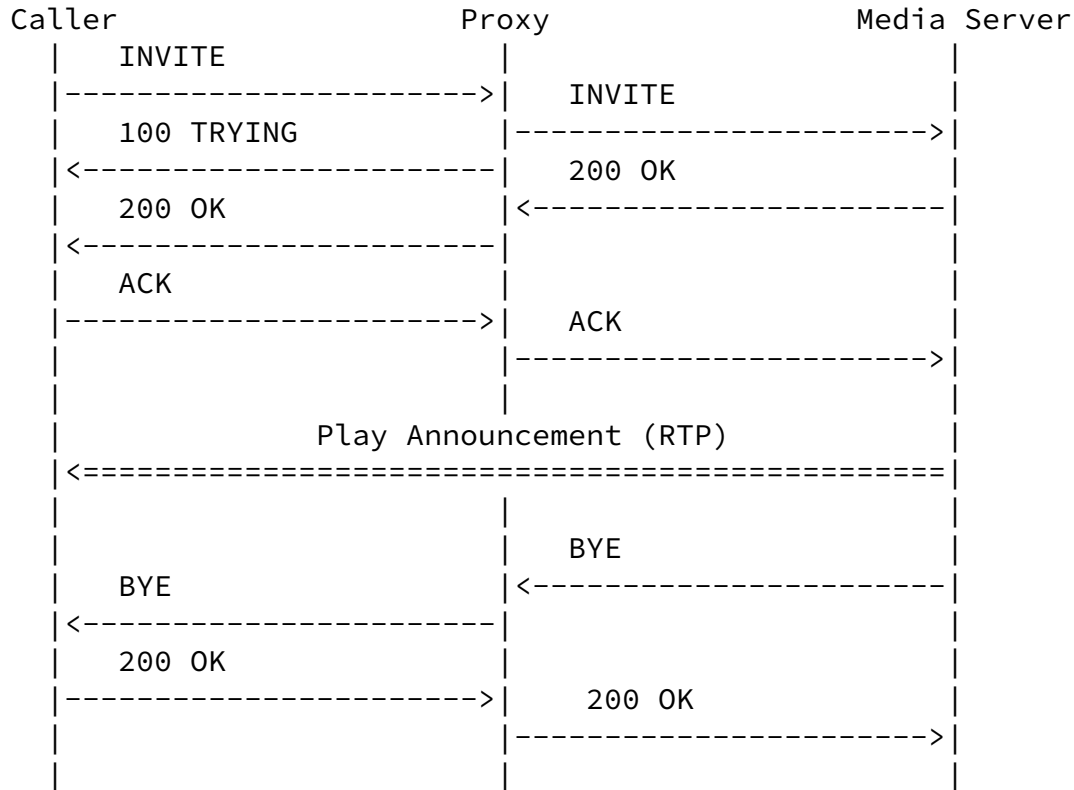 Caller Proxy Media Server
INVITE
INVITE
100 TRYING
200 OK
200 OK
ACK
ACK
Play Announcement (RTP)
BYE
BYE
200 OK
200 OK